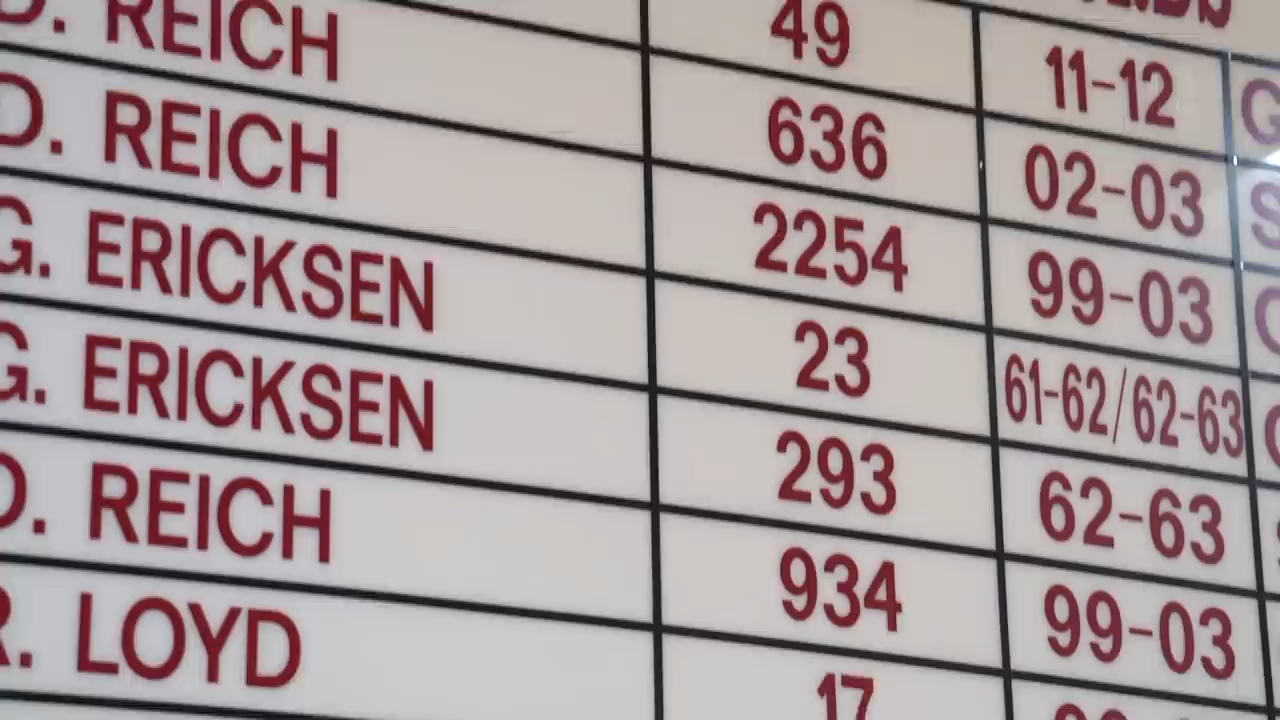 49 11-12
D. REICH 636 02-03
D. REICH 2254 99-03
G. ERICKSEN 23 61-62/62-63
G. ERICKSEN 293 62-63
D. REICH 934 99-03
R. LOYD 17